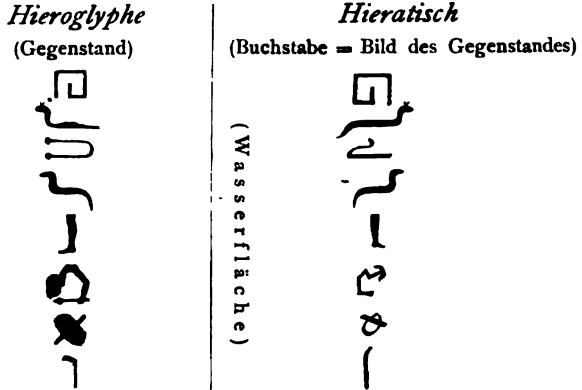 Hieroglyphe
(Gegenstand)
Hieratisch
(Buchstabe = Bild des Gegenstandes)
(Wasserfläche)